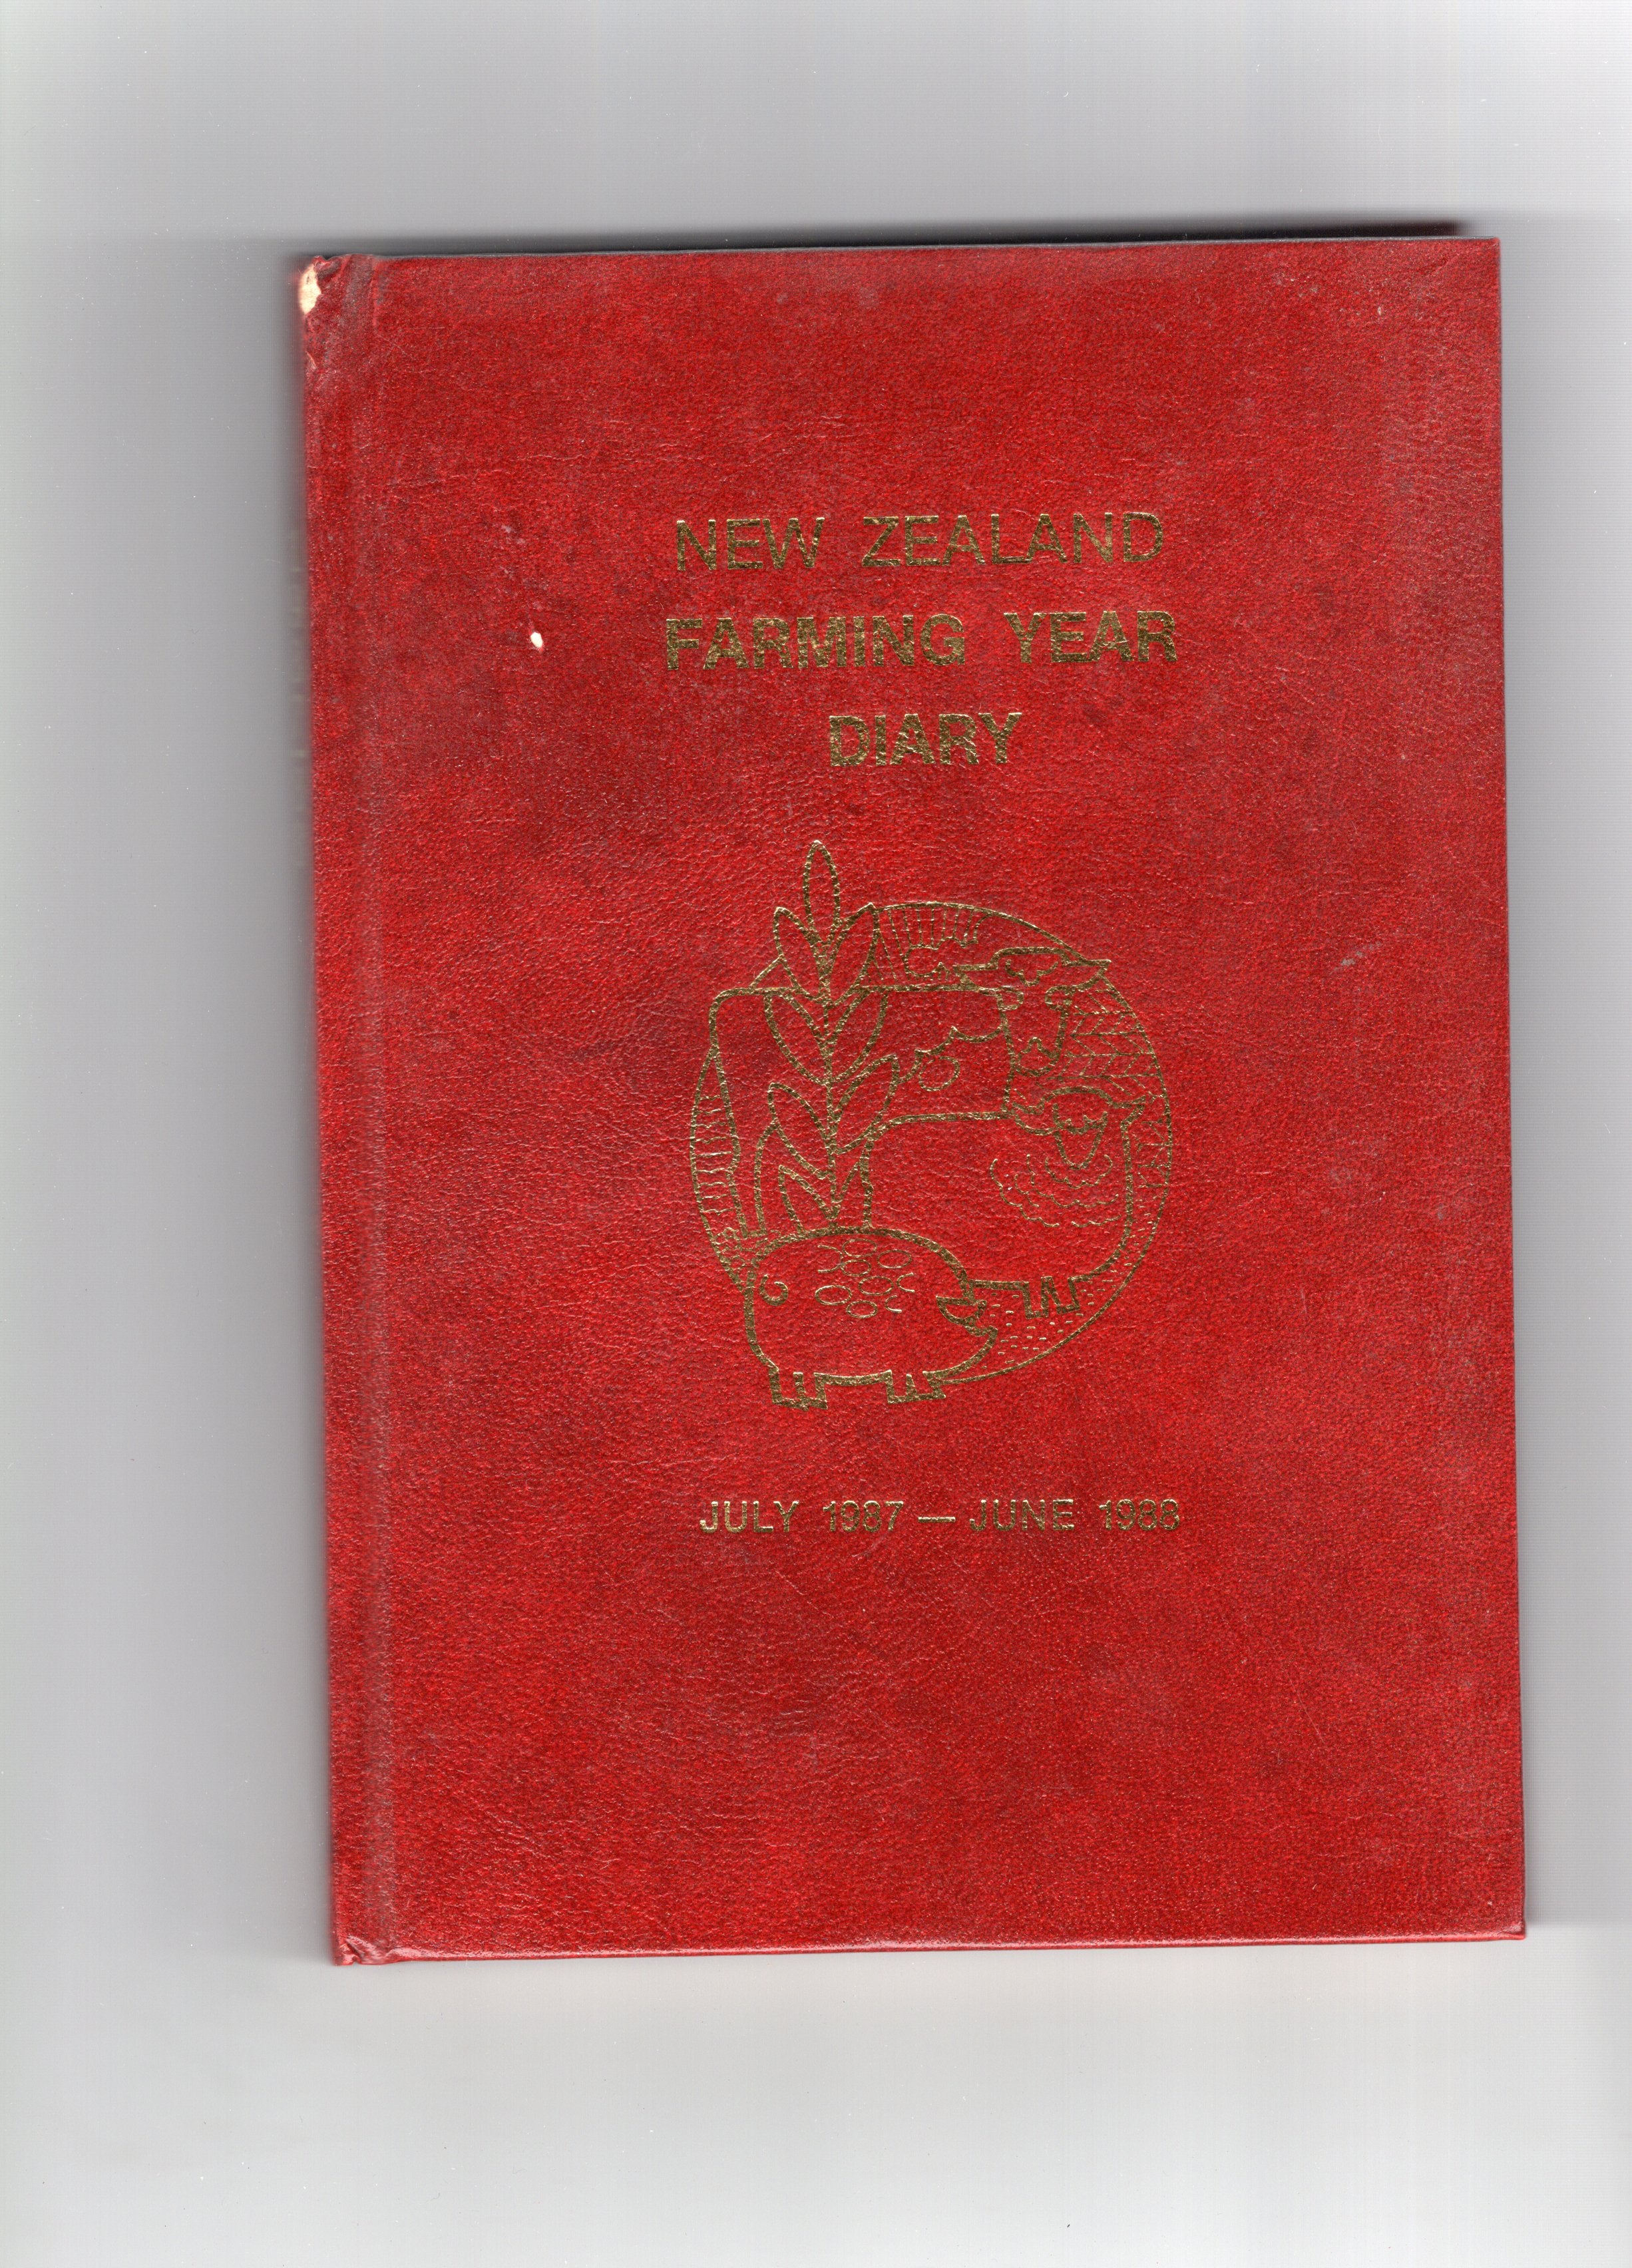 NEW ZEALAND
FARMING YEAR
DIARY
JULY 1987 — JUNE 1988